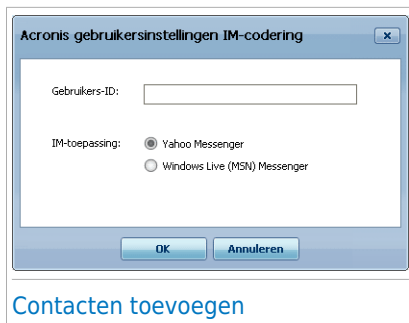 Acronis gebruikersinstellingen IM-codering
Gebruikers-ID:
IM-toepassing:
Yahoo Messenger
Windows Live (MSN) Messenger
OK
Annuleren
Contacten toevoegen